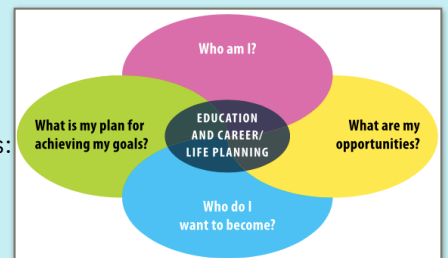 Who am I?
What is my plan for
achieving my goals?
EDUCATION
AND CAREER/
LIFE PLANNING
What are my
opportunities?
s:
Who do I
want to become?